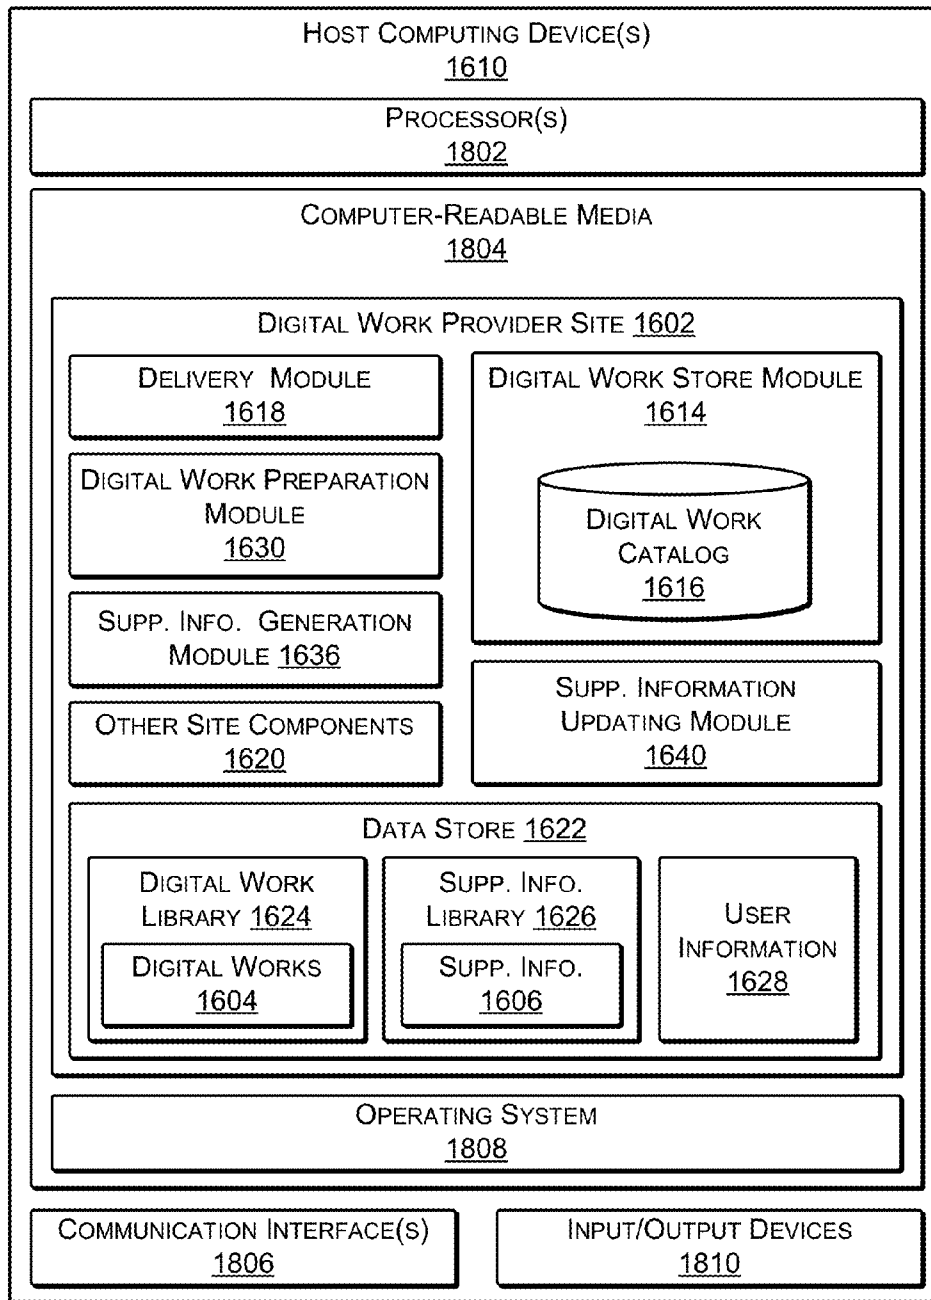 HOST COMPUTING DEVICE(S)
1610
PROCESSOR(S)
1802
COMPUTER-READABLE MEDIA
1804
DIGITAL WORK PROVIDER SITE 1602
DELIVERY MODULE
1618
DIGITAL WORK PREPARATION
MODULE
1630
SUPP. INFO. GENERATION
MODULE 1636
OTHER SITE COMPONENTS
1620
DIGITAL WORK STORE MODULE
1614
DIGITAL WORK
CATALOG
1616
SUPP. INFORMATION
UPDATING MODULE
1640
DATA STORE 1622
DIGITAL WORK
LIBRARY 1624
DIGITAL WORKS
1604
SUPP. INFO.
LIBRARY 1626
SUPP. INFO.
1606
USER
INFORMATION
1628
OPERATING SYSTEM
1808
COMMUNICATION INTERFACE(S)
1806
INPUT/OUTPUT DEVICES
1810